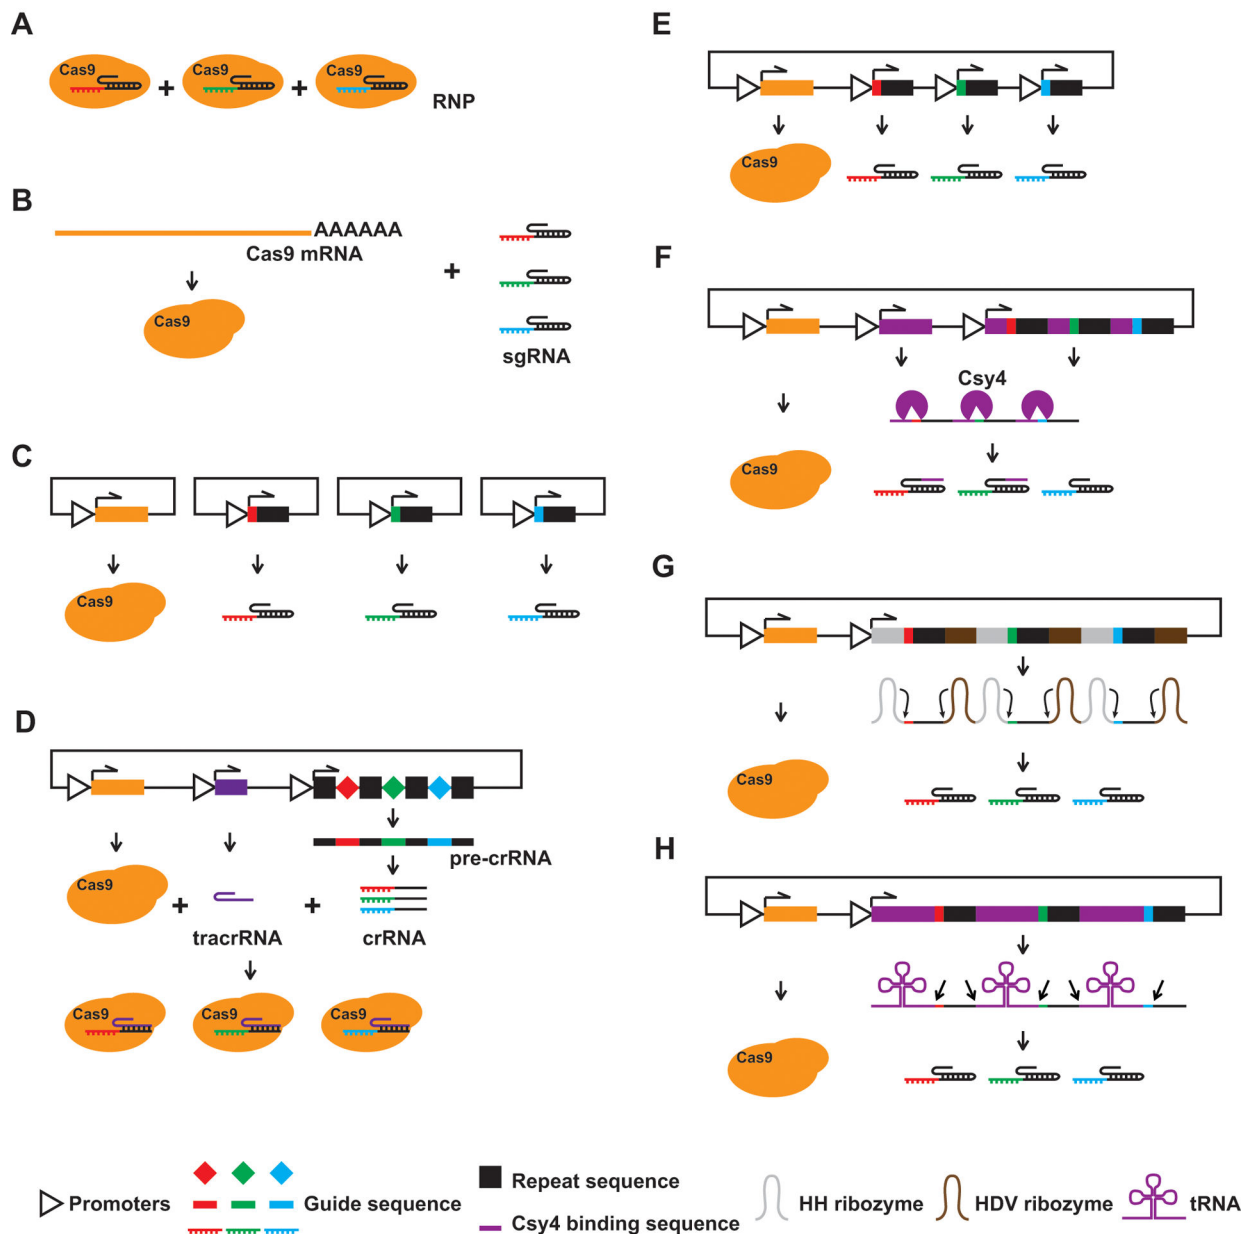 A
Cas9
Cas9
Cas9
RNP
B
AAAAAA
Cas9 mRNA
Cas9
sgRNA
C
Cas9
D
pre-crRNA
Cas9
tracrRNA
crRNA
Cas9
Cas9
Cas9
E
Cas9
F
Csy4
Cas9
G
Cas9
H
Cas9
Promoters
Guide sequence
Repeat sequence
Csy4 binding sequence
HH ribozyme
HDV ribozyme
tRNA